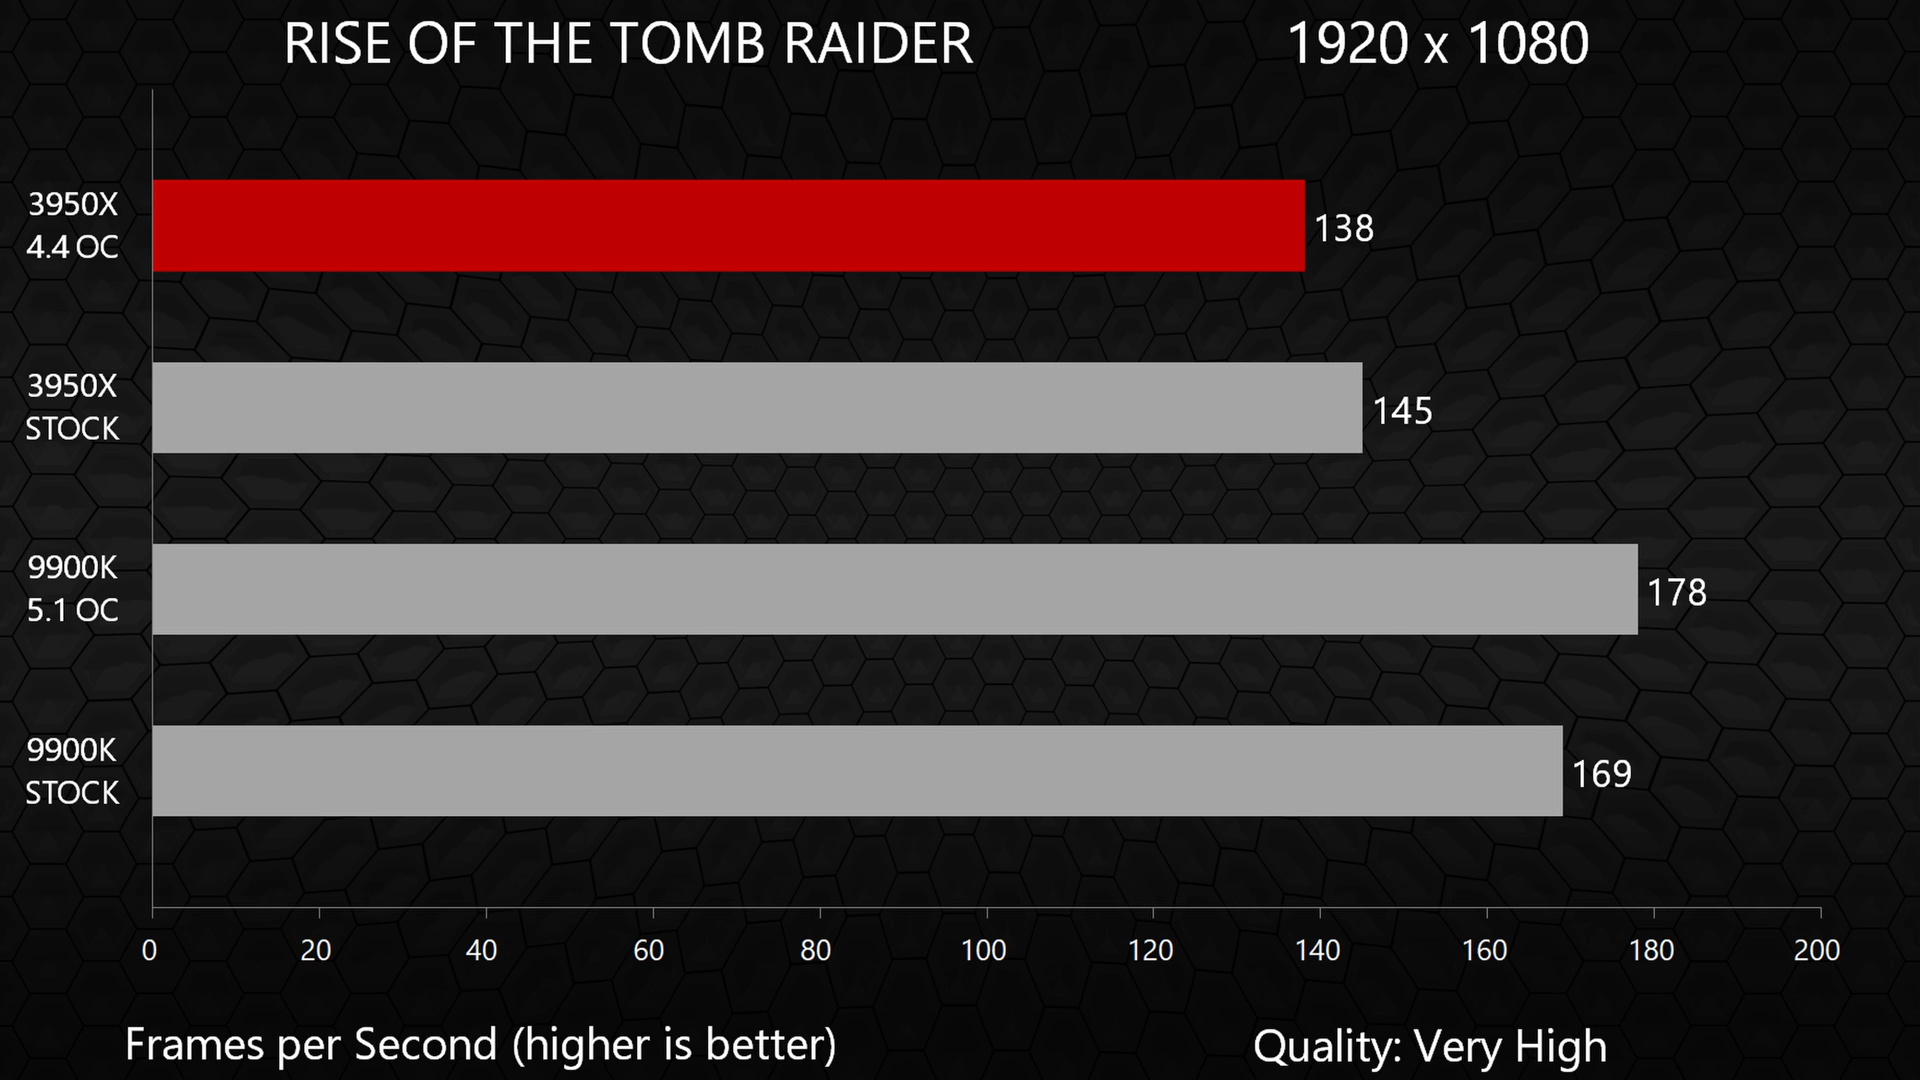 RISE OF THE TOMB RAIDER
1920 x 1080
3950X
4.4 OC
138
3950X
STOCK
145
9900K
5.1 OC
178
9900K
STOCK
169
0 20 40 60 80 100 120 140 160 180 200
Frames per Second (higher is better)
Quality: Very High